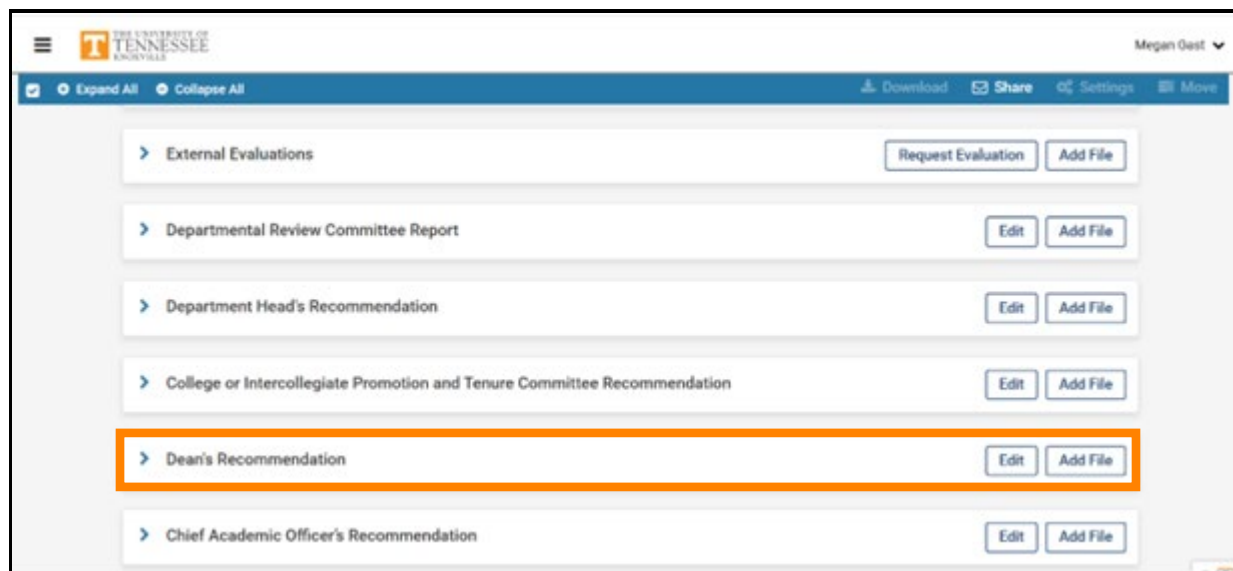 THE UNIVERSITY OF
TENNESSEE
KNOXVILLE
Megan Gast
Expand All Collapse All Download Share Settings Move
External Evaluations Request Evaluation Add File
Departmental Review Committee Report Edit Add File
Department Head's Recommendation Edit Add File
College or Intercollegiate Promotion and Tenure Committee Recommendation Edit Add File
Dean's Recommendation Edit Add File
Chief Academic Officer's Recommendation Edit Add File